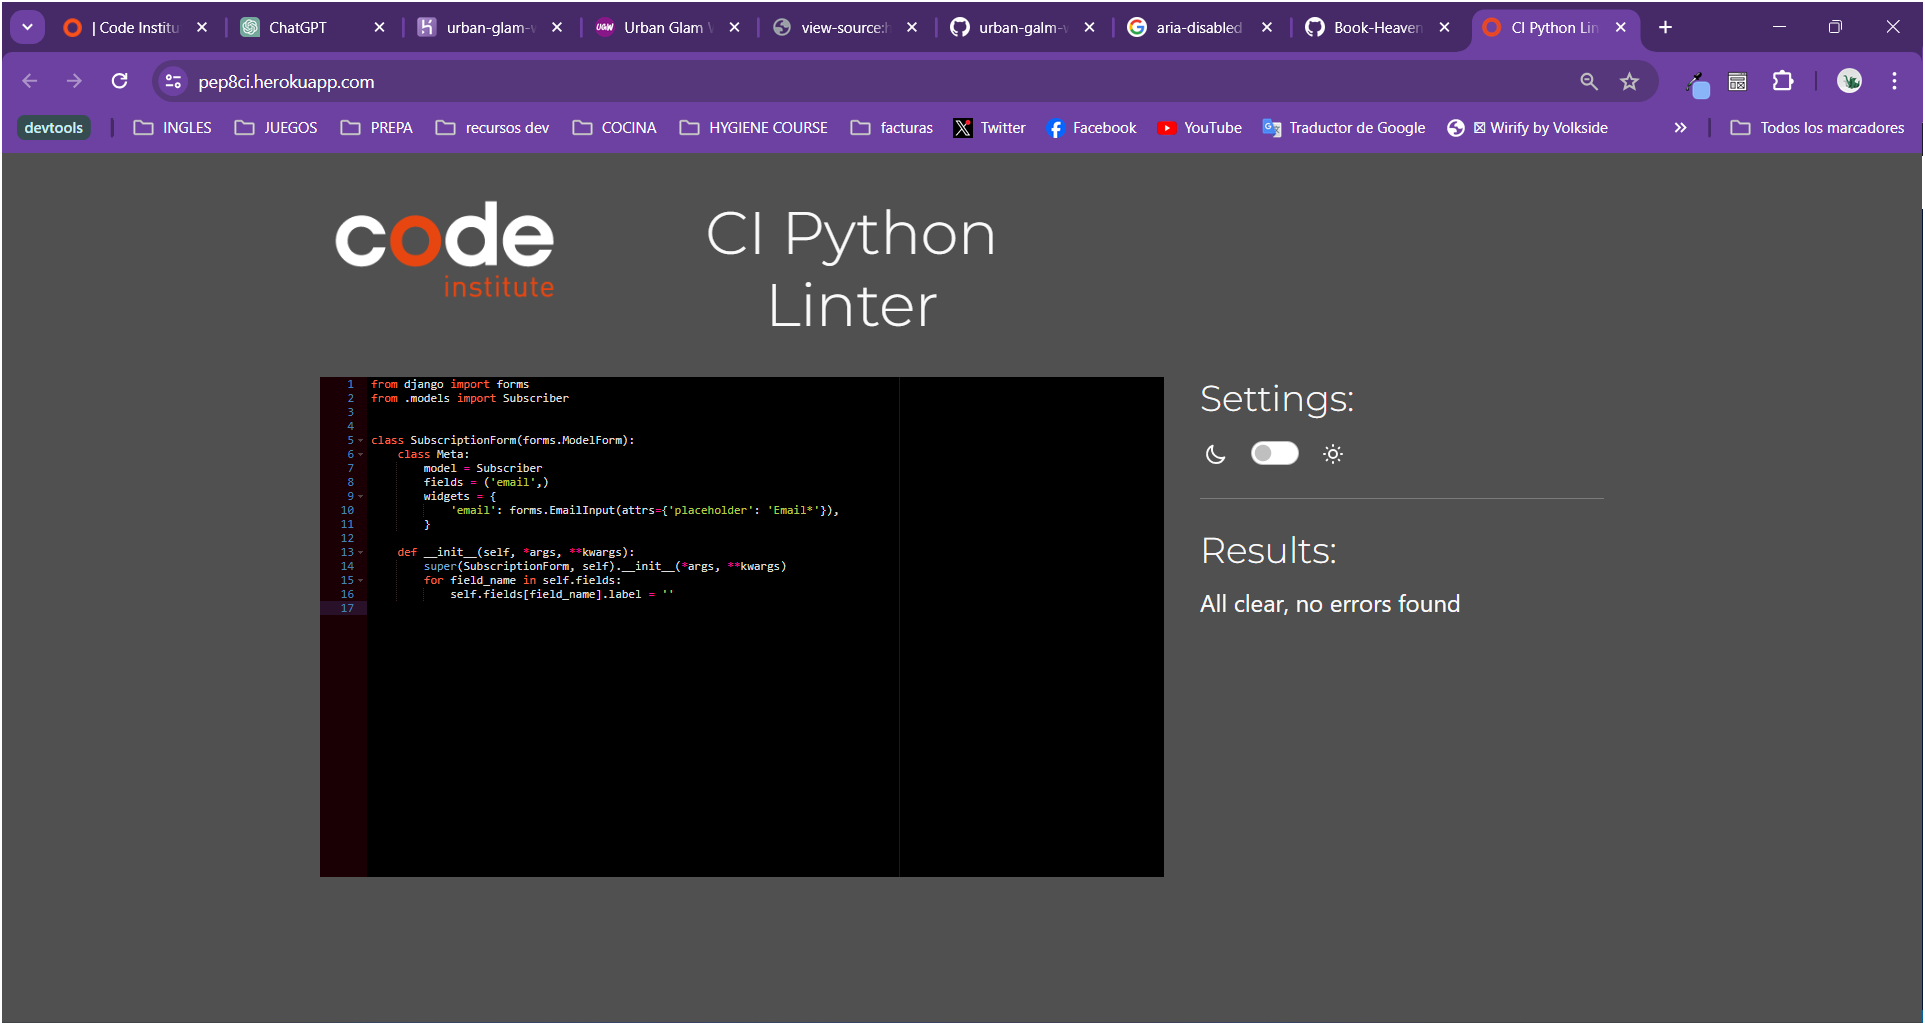 | Code Institu
ChatGPT
urban-glam-w
Urban Glam W
view-source:h
urban-galm-w
aria-disabled
Book-Heaven
CI Python Lin
pep8ci.herokuapp.com
devtools
INGLES
JUEGOS
PREPA
recursos dev
COCINA
HYGIENE COURSE
facturas
Twitter
Facebook
YouTube
Traductor de Google
Wirify by Volkside
Todos los marcadores
code
institute
CI Python
Linter
1 from django import forms
2 from .models import Subscriber
3
4
5 class SubscriptionForm(forms.ModelForm):
6     class Meta:
7         model = Subscriber
8         fields = ('email',)
9         widgets = {
10             'email': forms.EmailInput(attrs={'placeholder': 'Email*'}),
11         }
12
13     def __init__(self, *args, **kwargs):
14         super(SubscriptionForm, self).__init__(*args, **kwargs)
15         for field_name in self.fields:
16             self.fields[field_name].label = ''
17
Settings:
Results:
All clear, no errors found